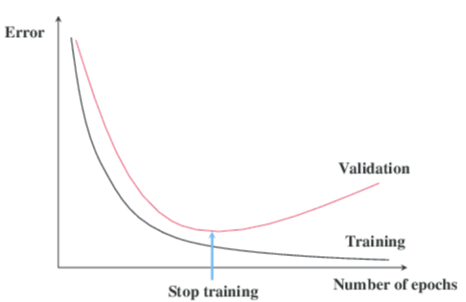 Error
Validation
Training
Number of epochs
Stop training